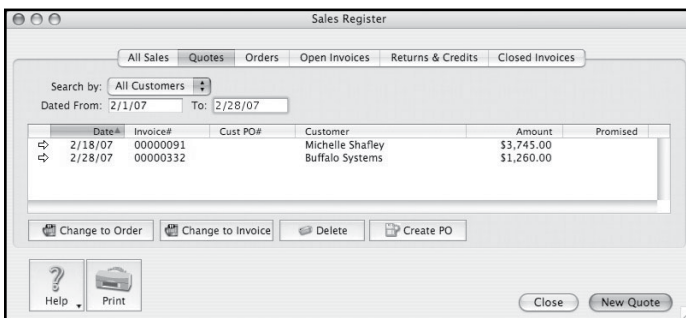 Sales Register
All Sales Quotes Orders Open Invoices Returns & Credits Closed Invoices
Search by: All Customers
Dated From: 2/1/07 To: 2/28/07
Date Invoice# Cust PO# Customer Amount Promised
2/18/07 00000091 Michelle Shafley $3,745.00
2/28/07 00000332 Buffalo Systems $1,260.00
Change to Order Change to Invoice Delete Create PO
Help Print
Close New Quote